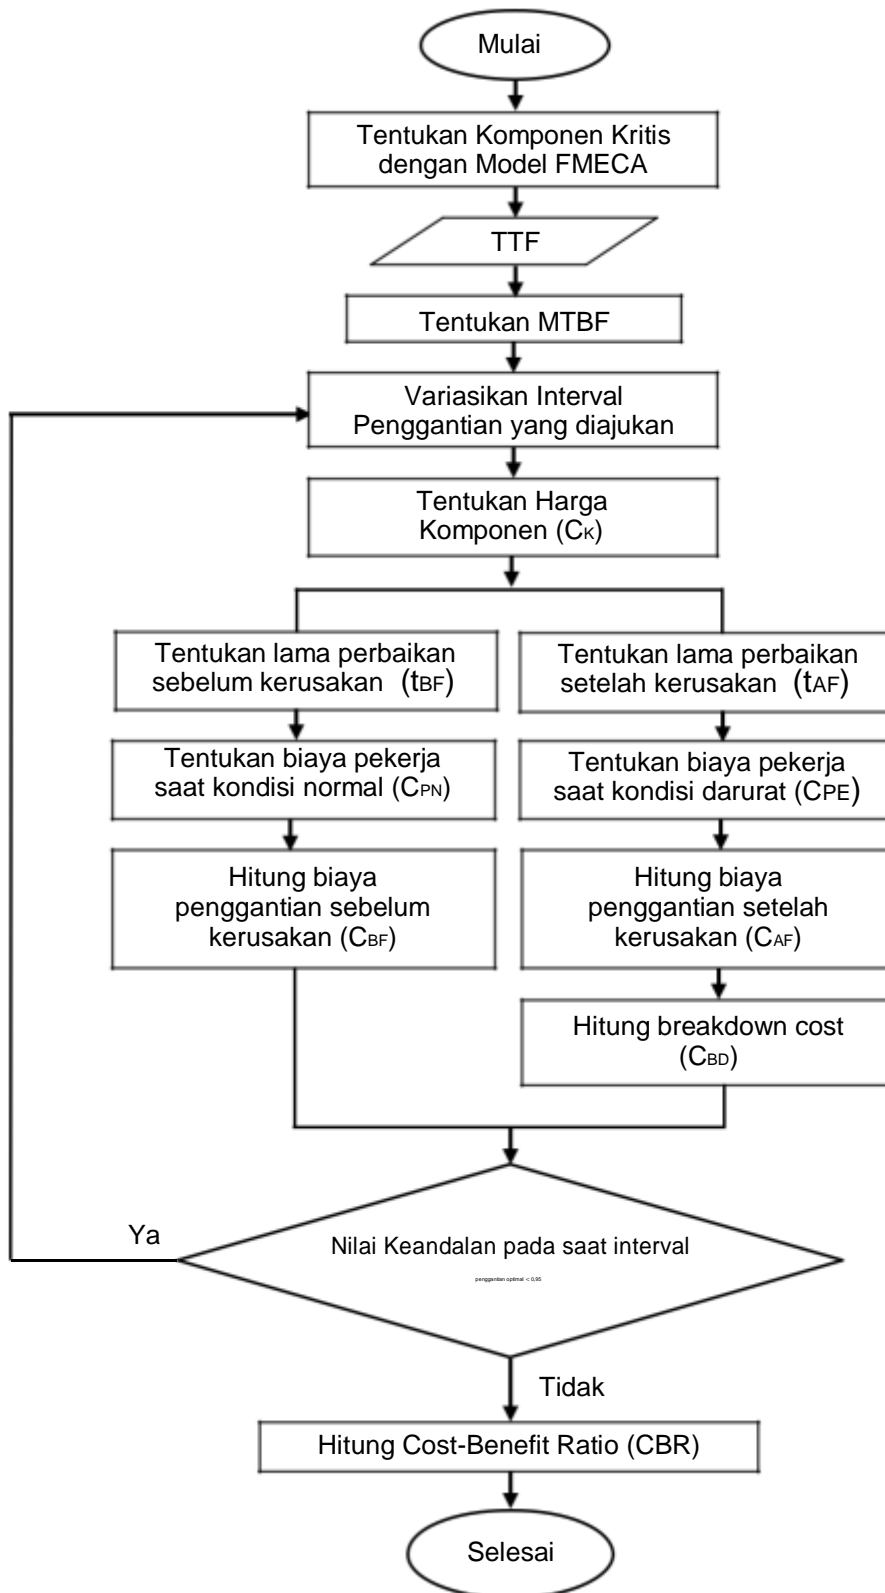 Mulai
Tentukan Komponen Kritis
dengan Model FMECA
TTF
Tentukan MTBF
Variasikan Interval
Penggantian yang diajukan
Tentukan Harga
Komponen (CK)
Tentukan lama perbaikan
sebelum kerusakan (tBF)
Tentukan biaya pekerja
saat kondisi normal (CPN)
Hitung biaya
penggantian sebelum
kerusakan (CBF)
Tentukan lama perbaikan
setelah kerusakan (tAF)
Tentukan biaya pekerja
saat kondisi darurat (CPE)
Hitung biaya
penggantian setelah
kerusakan (CAF)
Hitung breakdown cost
(CBD)
Ya
Nilai Keandalan pada saat interval
penggantian optimal < 0,95
Tidak
Hitung Cost-Benefit Ratio (CBR)
Selesai